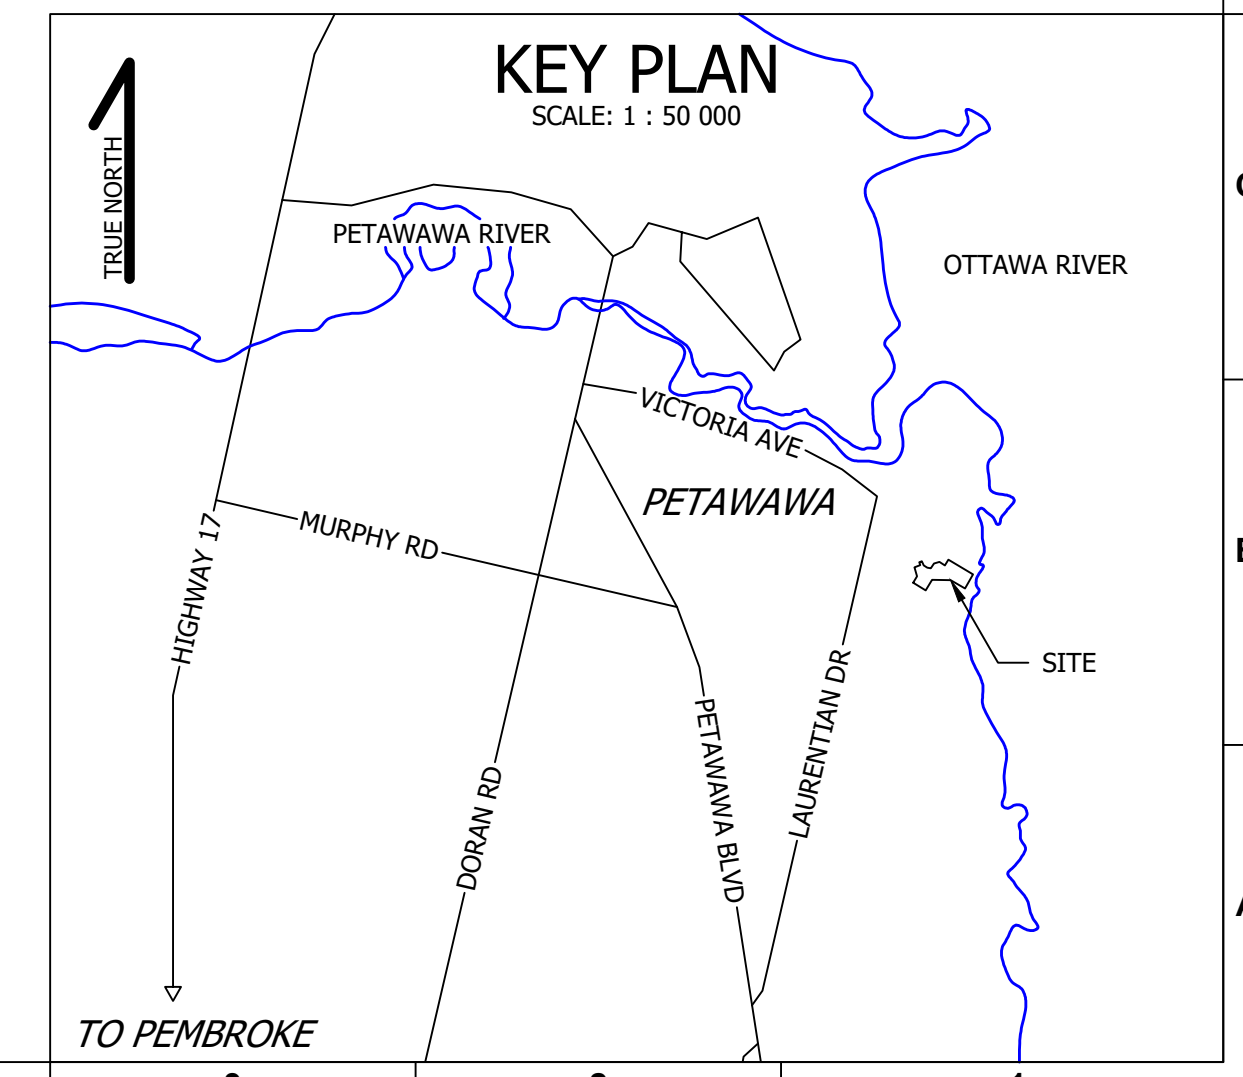 KEY PLAN
SCALE: 1 : 50 000
TRUE NORTH
PETAWAWA RIVER
OTTAWA RIVER
VICTORIA AVE
PETAWAWA
MURPHY RD
HIGHWAY 17
SITE
LAURENTIAN DR
PETAWAWA BLVD
DORAN RD
TO PEMBROKE